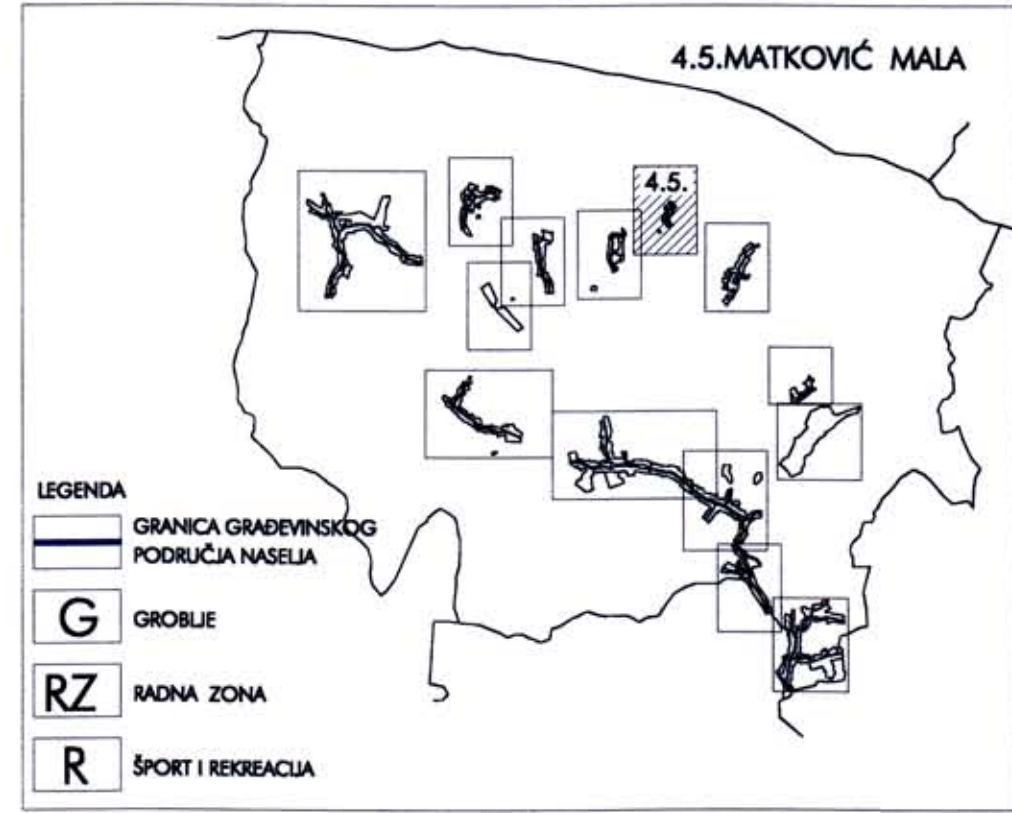 4.5.MATKOVIĆ MALA
4.5.
LEGENDA
GRANICA GRAĐEVINSKOG
PODRUČJA NASELJA
G GROBLJE
RZ RADNA ZONA
R ŠPORT I REKREACIJA